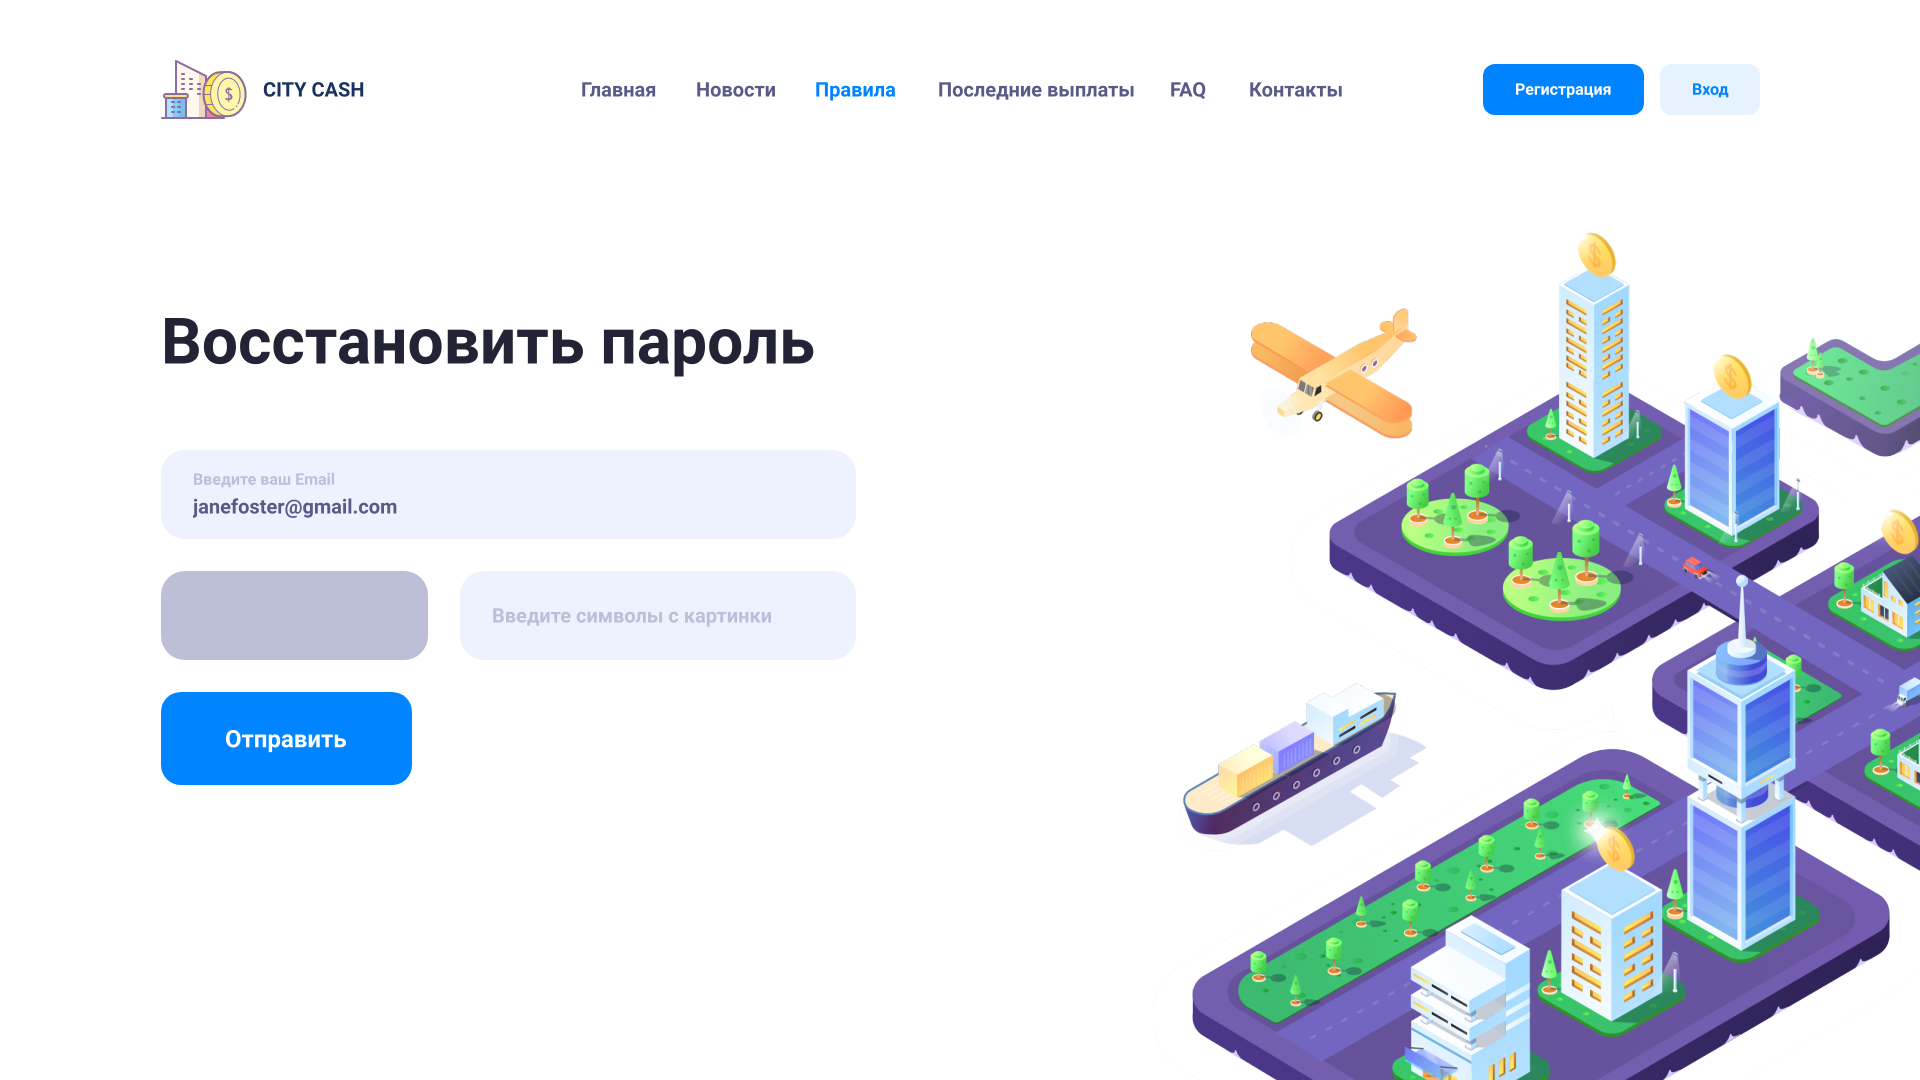 CITY CASH
Главная
Новости
Правила
Последние выплаты
FAQ
Контакты
Регистрация
Вход
Восстановить пароль
Введите ваш Email
janefoster@gmail.com
Введите символы с картинки
Отправить